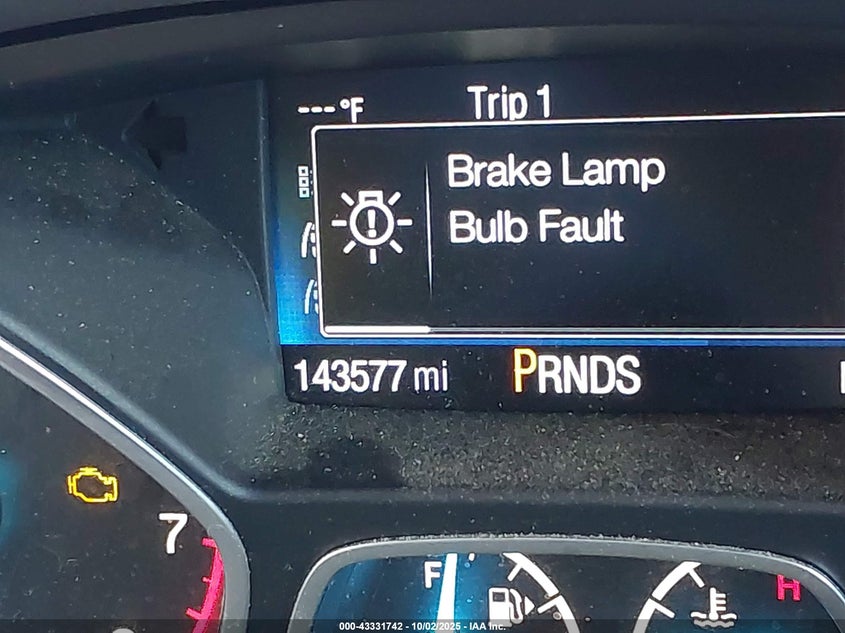 ---°F
Trip 1
Brake Lamp
Bulb Fault
143577 mi
PRNDS
7
F
H
000-43331742 - 10/02/2025 - IAA Inc.